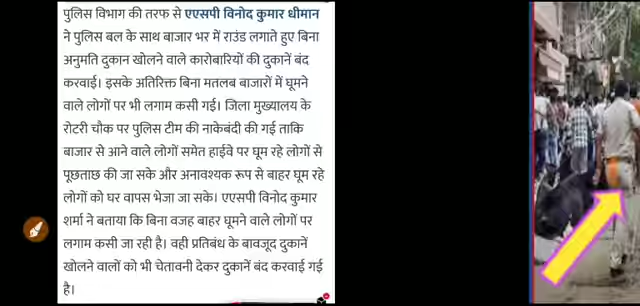 पुलिस विभाग की तरफ से एएसपी विनोद कुमार धीमान
ने पुलिस बल के साथ बाजार भर में राउंड लगाते हुए बिना
अनुमति दुकान खोलने वाले कारोबारियों की दुकानें बंद
करवाई। इसके अतिरिक्त बिना मतलब बाजारों में घूमने
वाले लोगों पर भी लगाम कसी गई। जिला मुख्यालय के
रोटरी चौक पर पुलिस टीम की नाकेबंदी की गई ताकि
बाजार से आने वाले लोगों समेत हाईवे पर घूम रहे लोगों से
पूछताछ की जा सके और अनावश्यक रूप से बाहर घूम रहे
लोगों को घर वापस भेजा जा सके। एएसपी विनोद कुमार
शर्मा ने बताया कि बिना वजह बाहर घूमने वाले लोगों पर
लगाम कसी जा रही है। वही प्रतिबंध के बावजूद दुकानें
खोलने वालों को भी चेतावनी देकर दुकानें बंद करवाई गई
है।